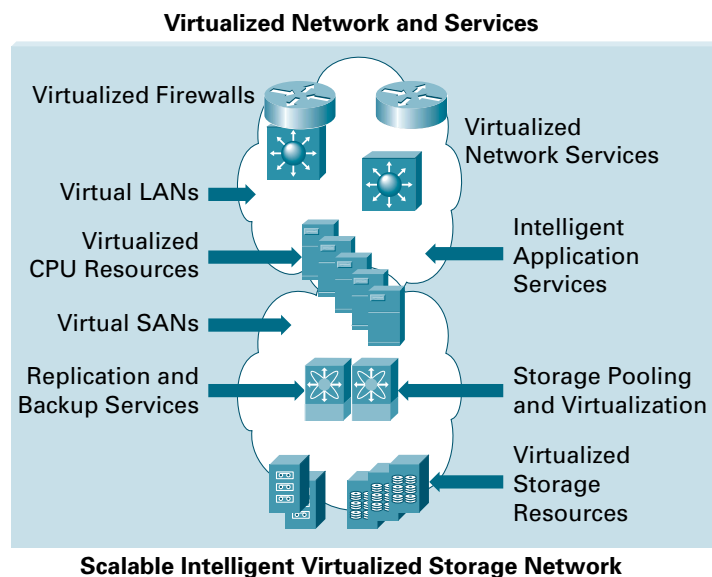 Virtualized Network and Services
Virtualized Firewalls
Virtualized
Network Services
Virtual LANs
Virtualized
CPU Resources
Intelligent
Application
Services
Virtual SANs
Replication and
Backup Services
Storage Pooling
and Virtualization
Virtualized
Storage
Resources
Scalable Intelligent Virtualized Storage Network